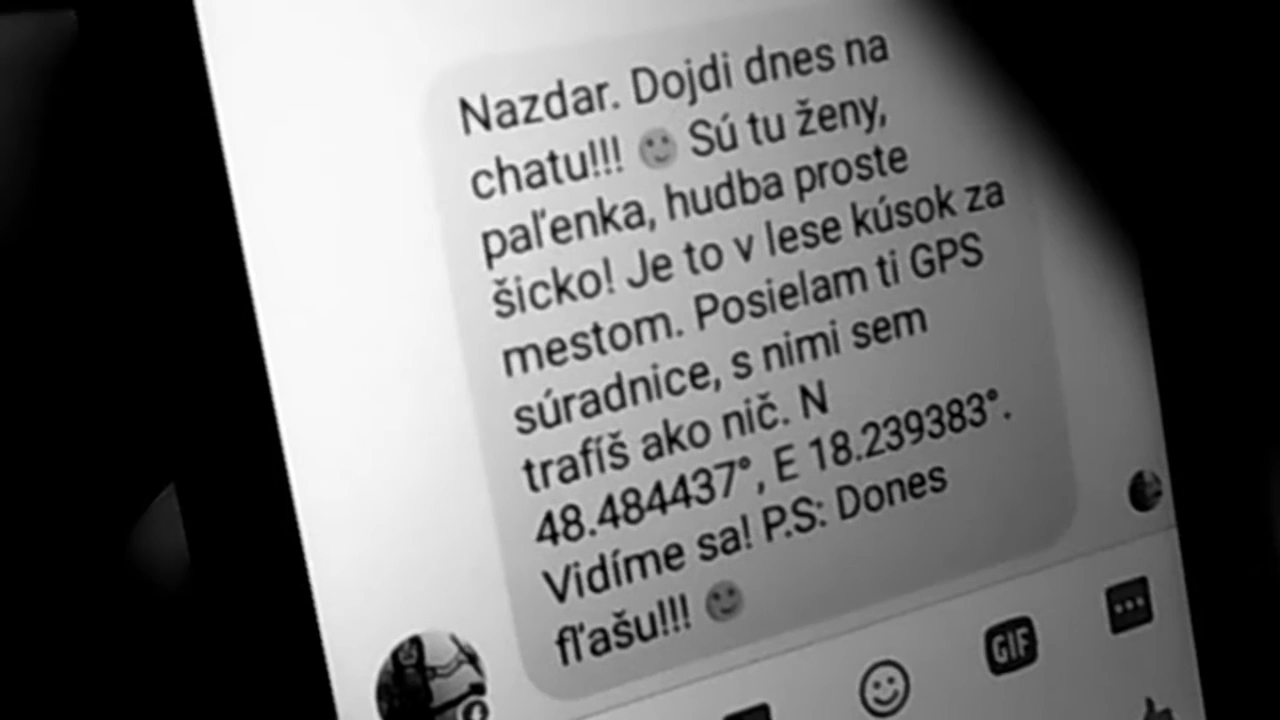 Nazdar. Dojdi dnes na
chatu!!! 🙂 Sú tu ženy,
paľenka, hudba proste
šicko! Je to v lese kúsok za
mestom. Posielam ti GPS
súradnice, s nimi sem
trafíš ako nič. N
48.484437°, E 18.239383°.
Vidíme sa! P.S: Dones
fľašu!!! 🙂
GIF